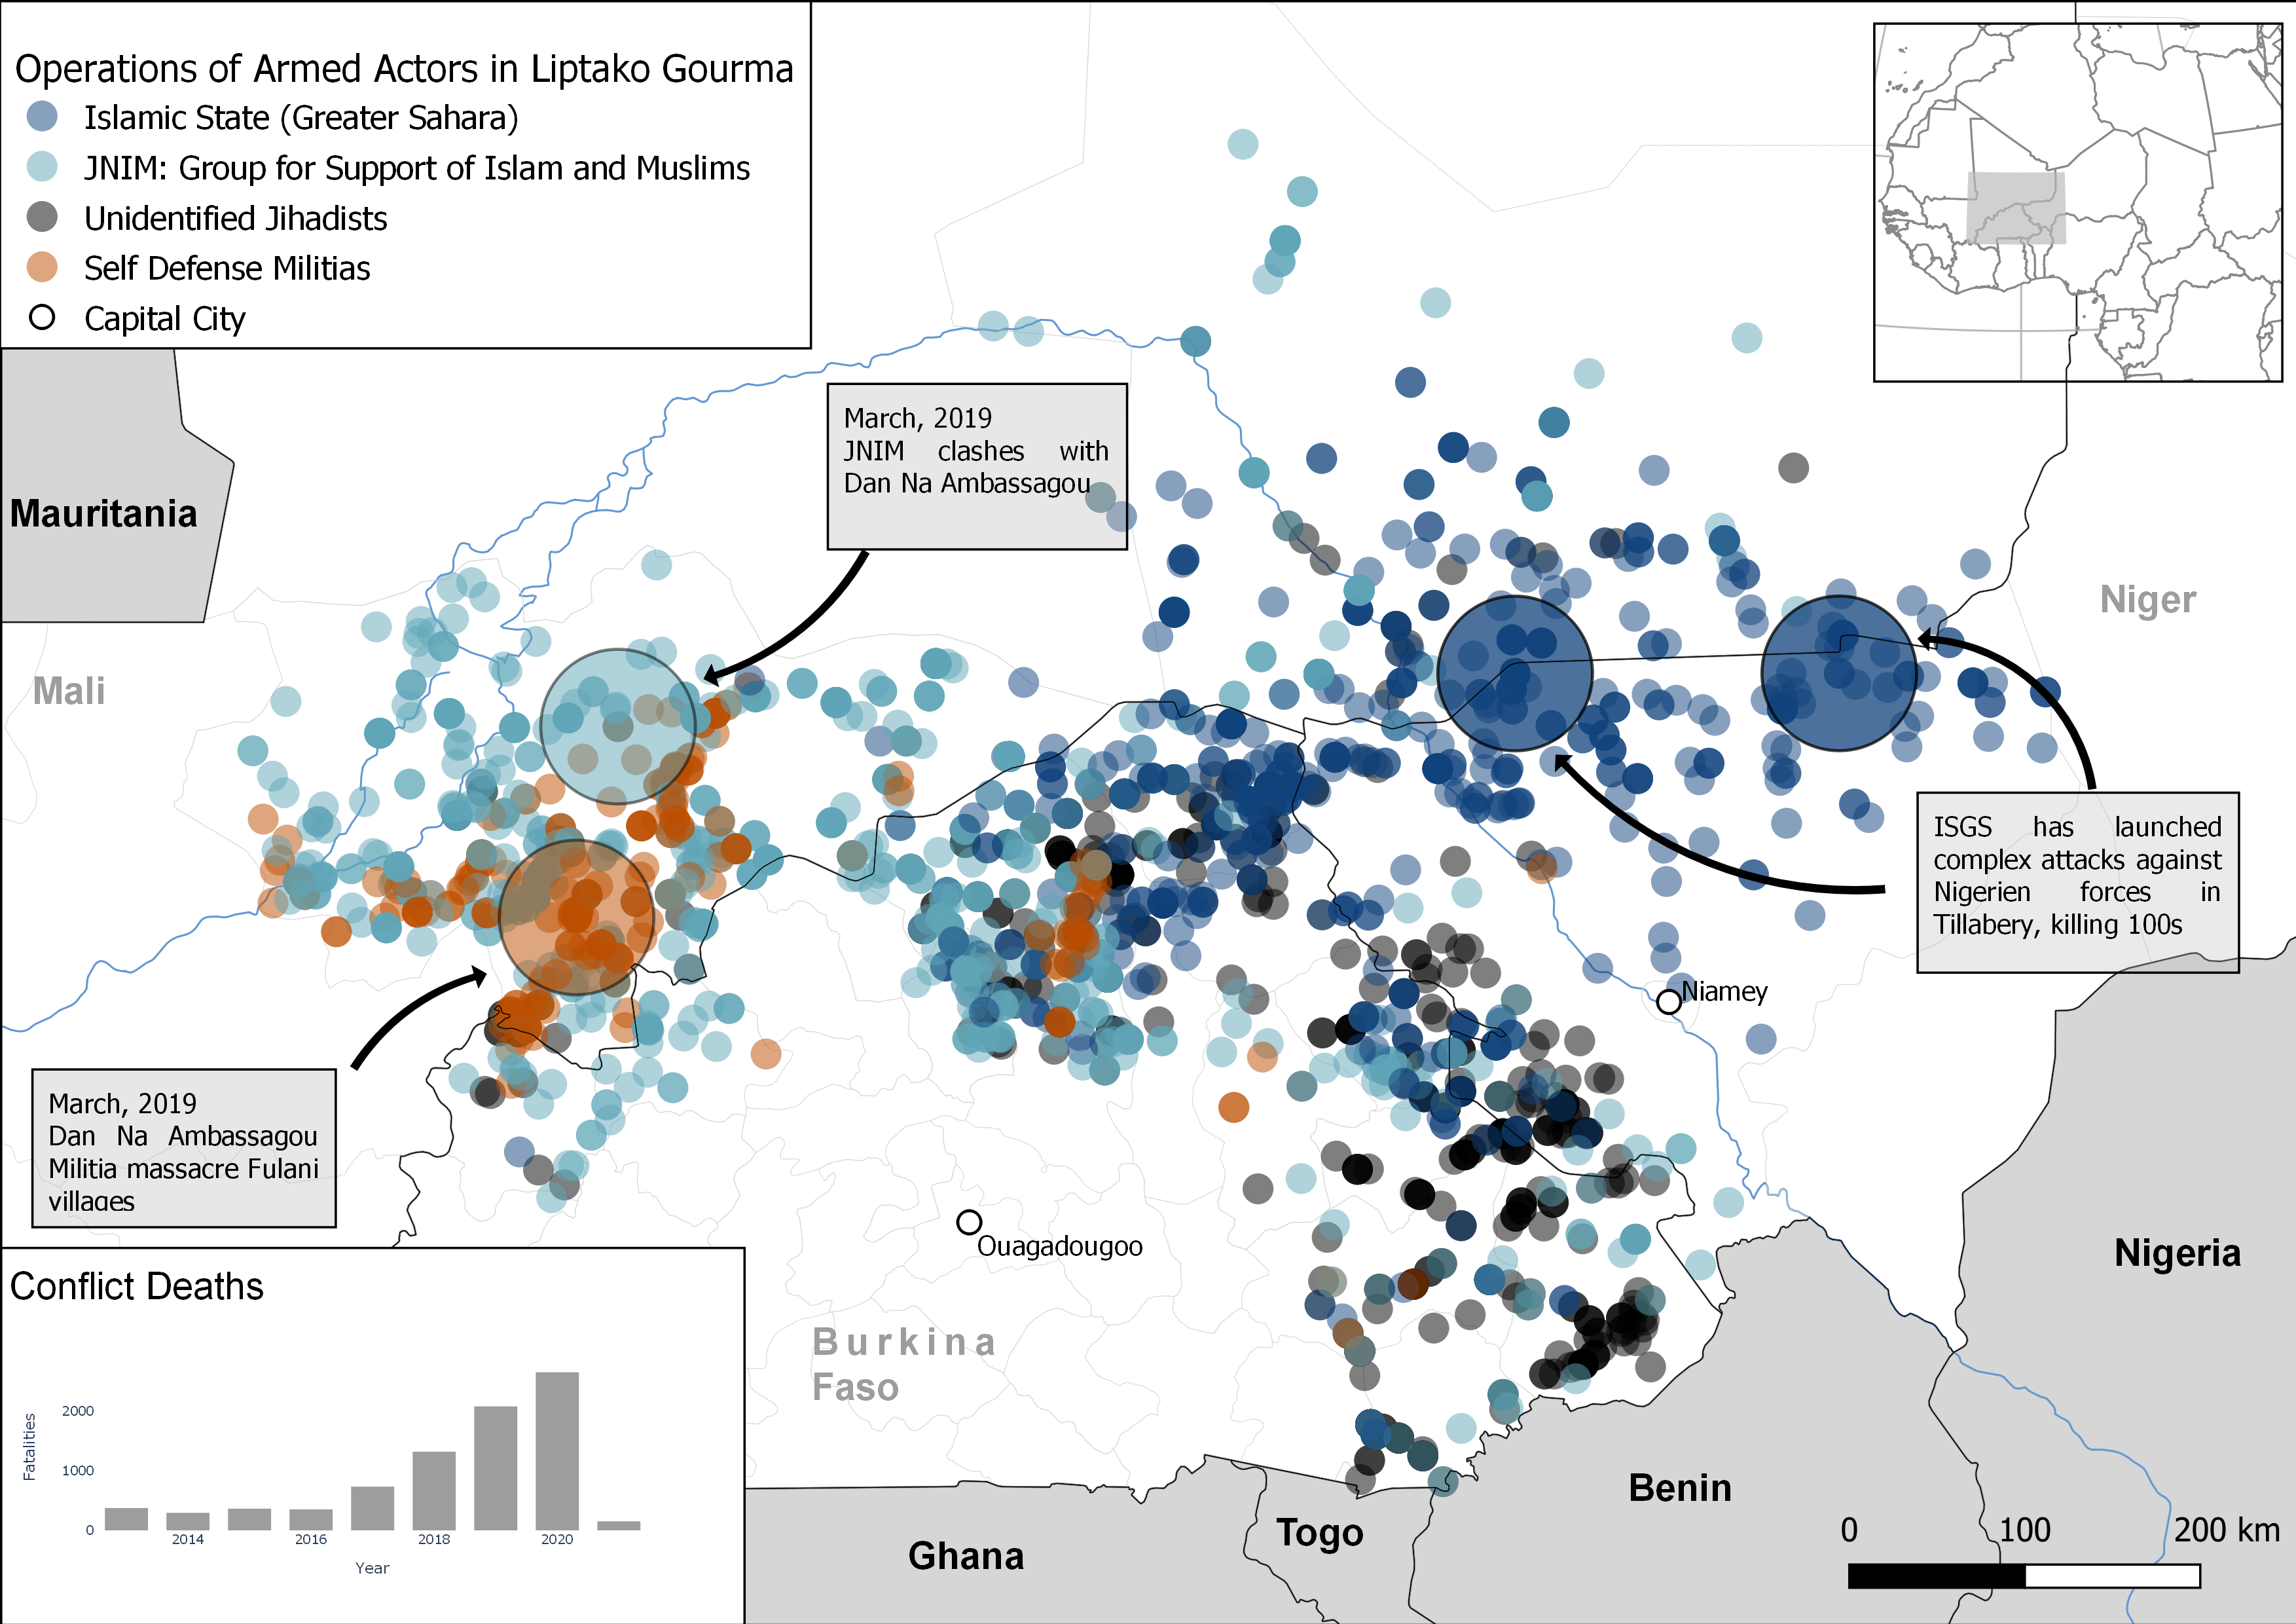 Operations of Armed Actors in Liptako Gourma
Islamic State (Greater Sahara)
JNIM: Group for Support of Islam and Muslims
Unidentified Jihadists
Self Defense Militias
Capital City
Mauritania
Mali
March, 2019
JNIM clashes with
Dan Na Ambassagou
Niger
ISGS has launched
complex attacks against
Nigerien forces in
Tillabery, killing 100s
Niamey
March, 2019
Dan Na Ambassagou
Militia massacre Fulani
villages
Ouagadougoo
Burkina
Faso
Nigeria
Benin
Togo
Ghana
0 100 200 km
Conflict Deaths
Fatalities
2000
1000
0
2014 2016 2018 2020
Year